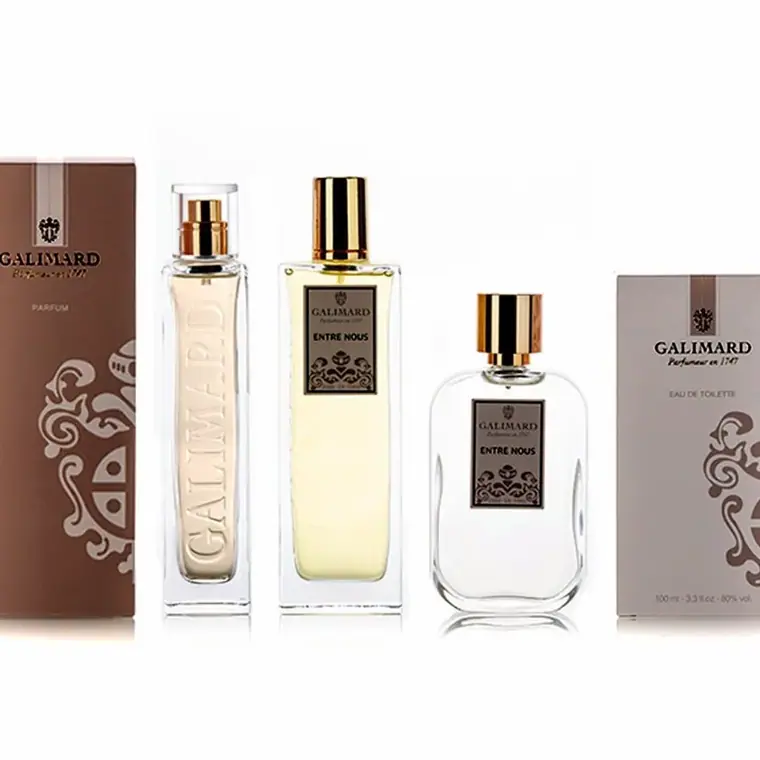 GALIMARD
Parfumeur en 1747
PARFUM
GALIMARD
GALIMARD
Parfumeur en 1747
ENTRE NOUS
GALIMARD
Parfumeur en 1747
ENTRE NOUS
GALIMARD
Parfumeur en 1747
EAU DE TOILETTE
100 ml - 3.3 fl.oz - 80% vol.